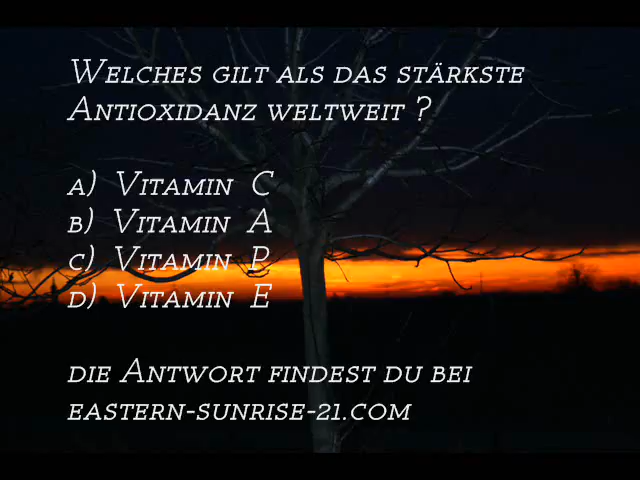 Welches gilt als das stärkste
Antioxidanz weltweit ?
a) Vitamin C
b) Vitamin A
c) Vitamin P
d) Vitamin E
die Antwort findest du bei
eastern-sunrise-21.com